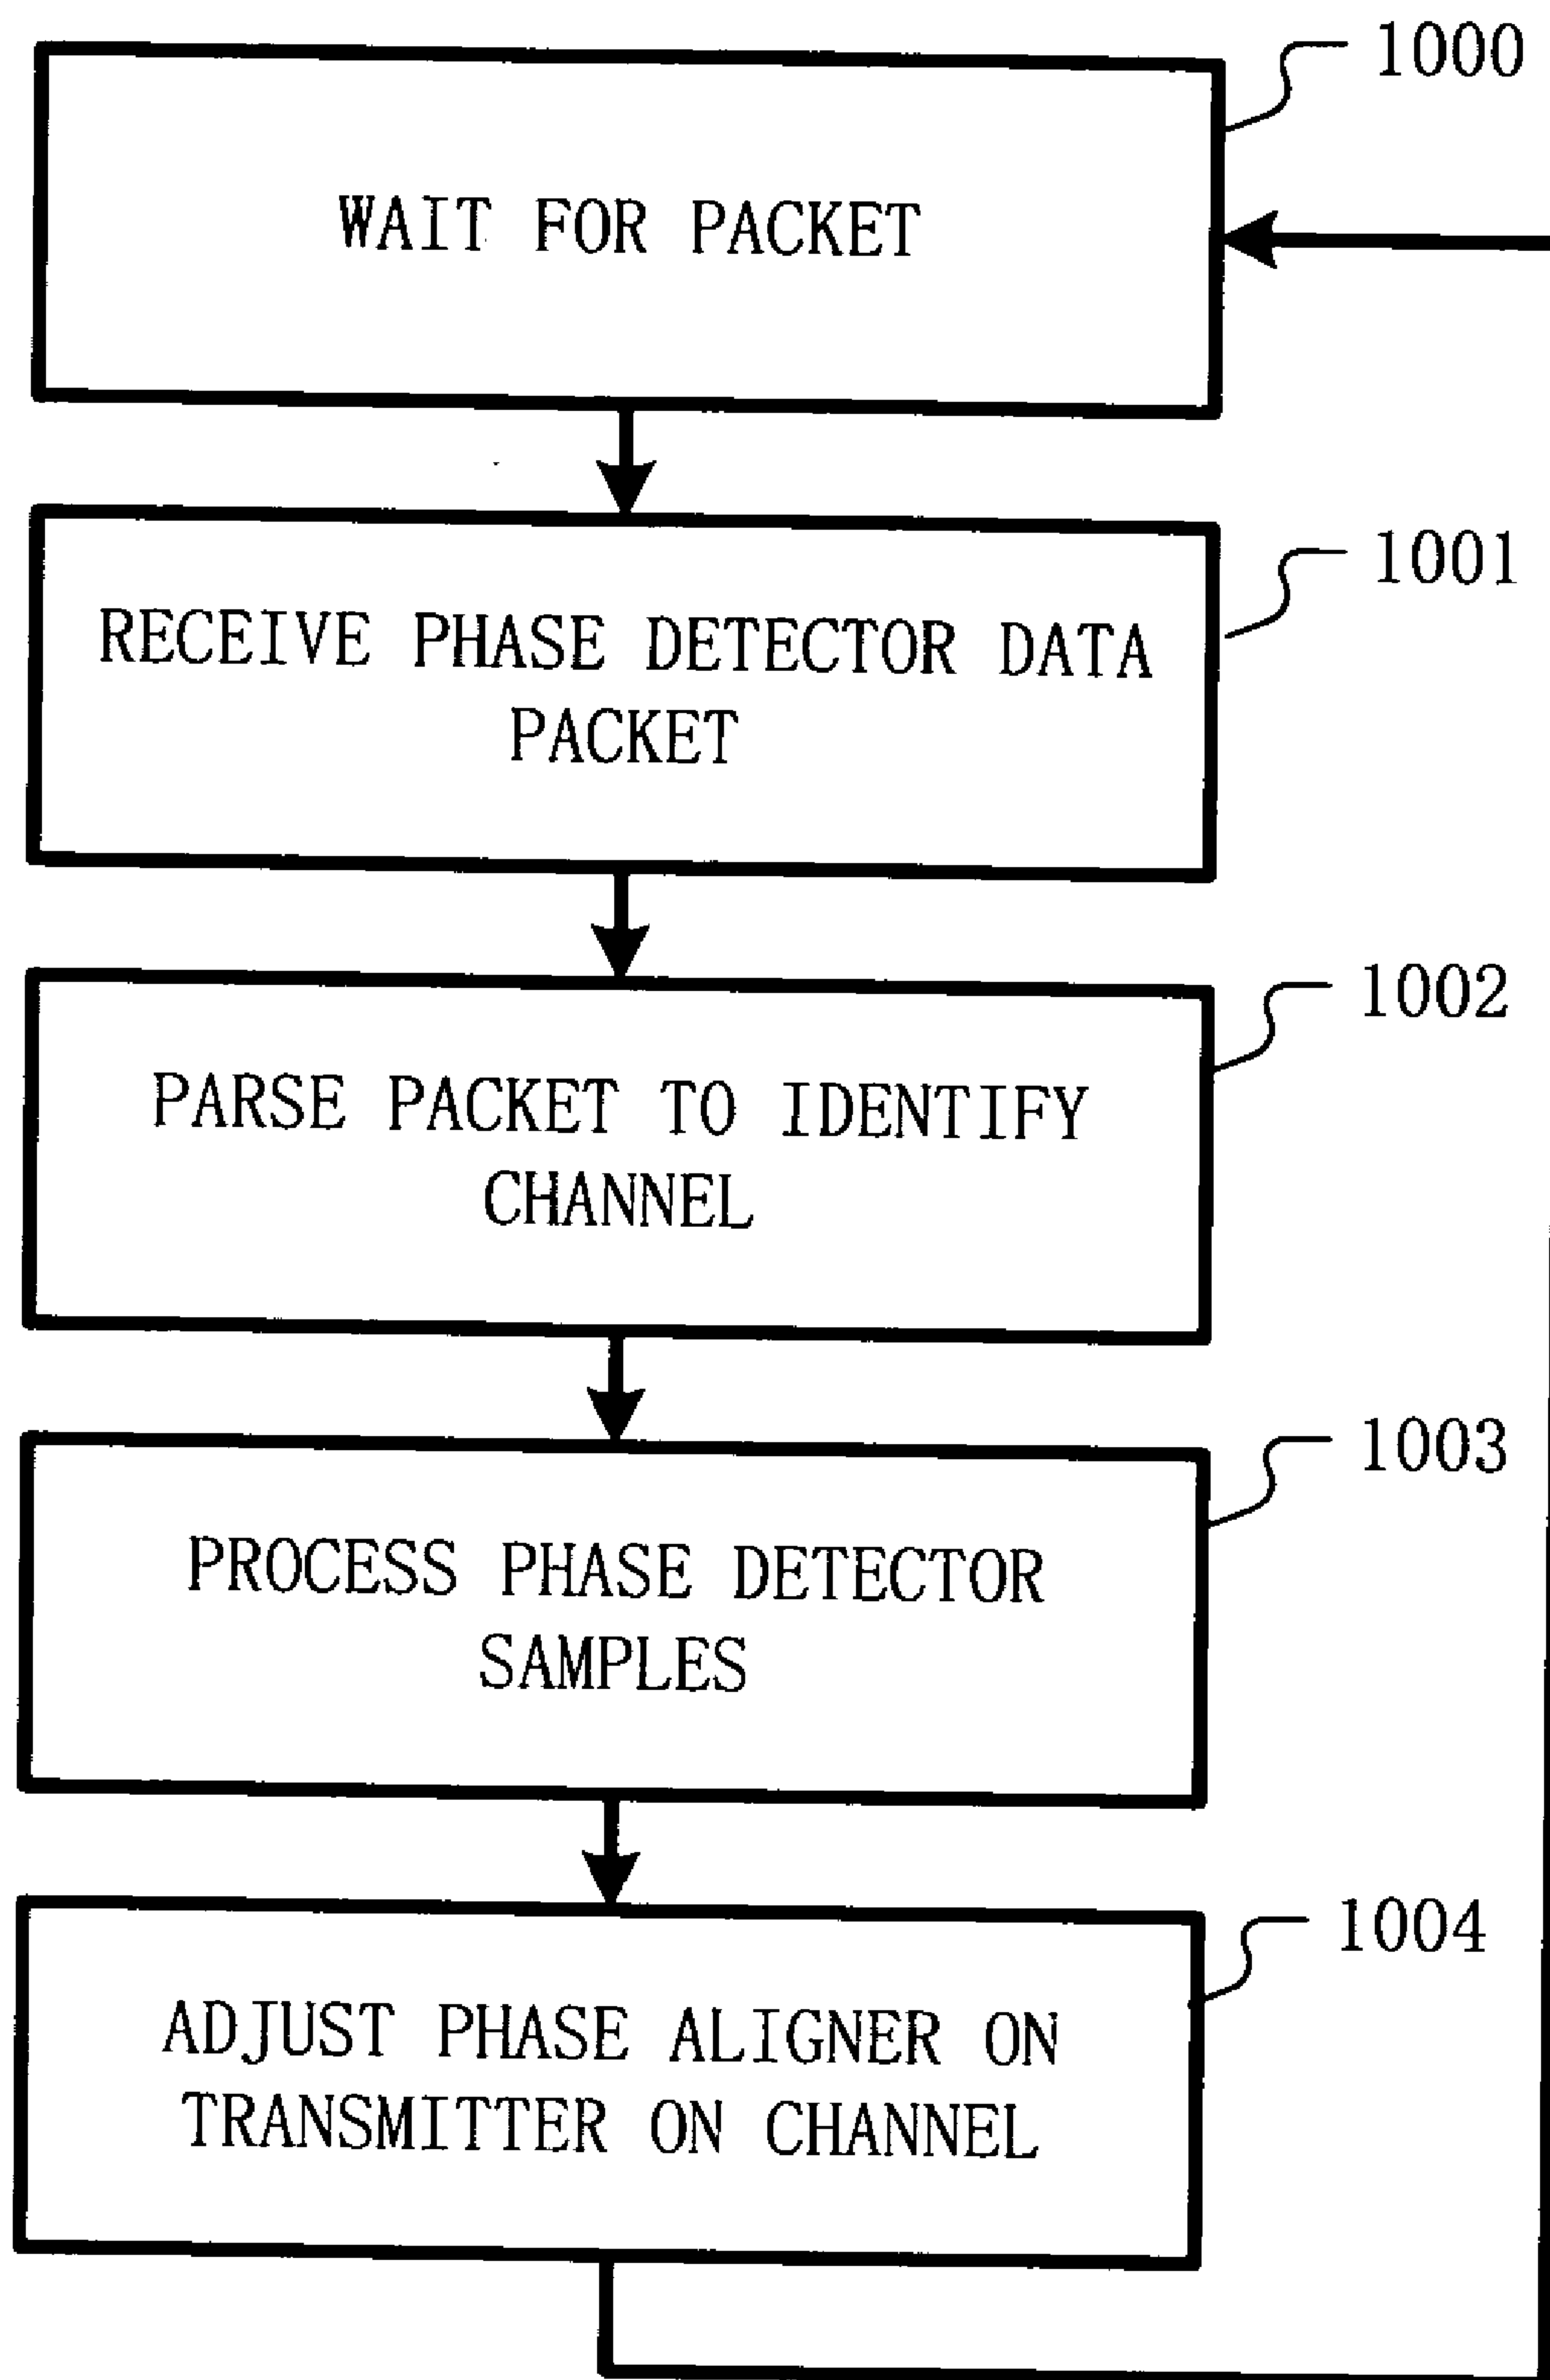 1000
WAIT FOR PACKET
1001
RECEIVE PHASE DETECTOR DATA
PACKET
1002
PARSE PACKET TO IDENTIFY
CHANNEL
1003
PROCESS PHASE DETECTOR
SAMPLES
1004
ADJUST PHASE ALIGNER ON
TRANSMITTER ON CHANNEL